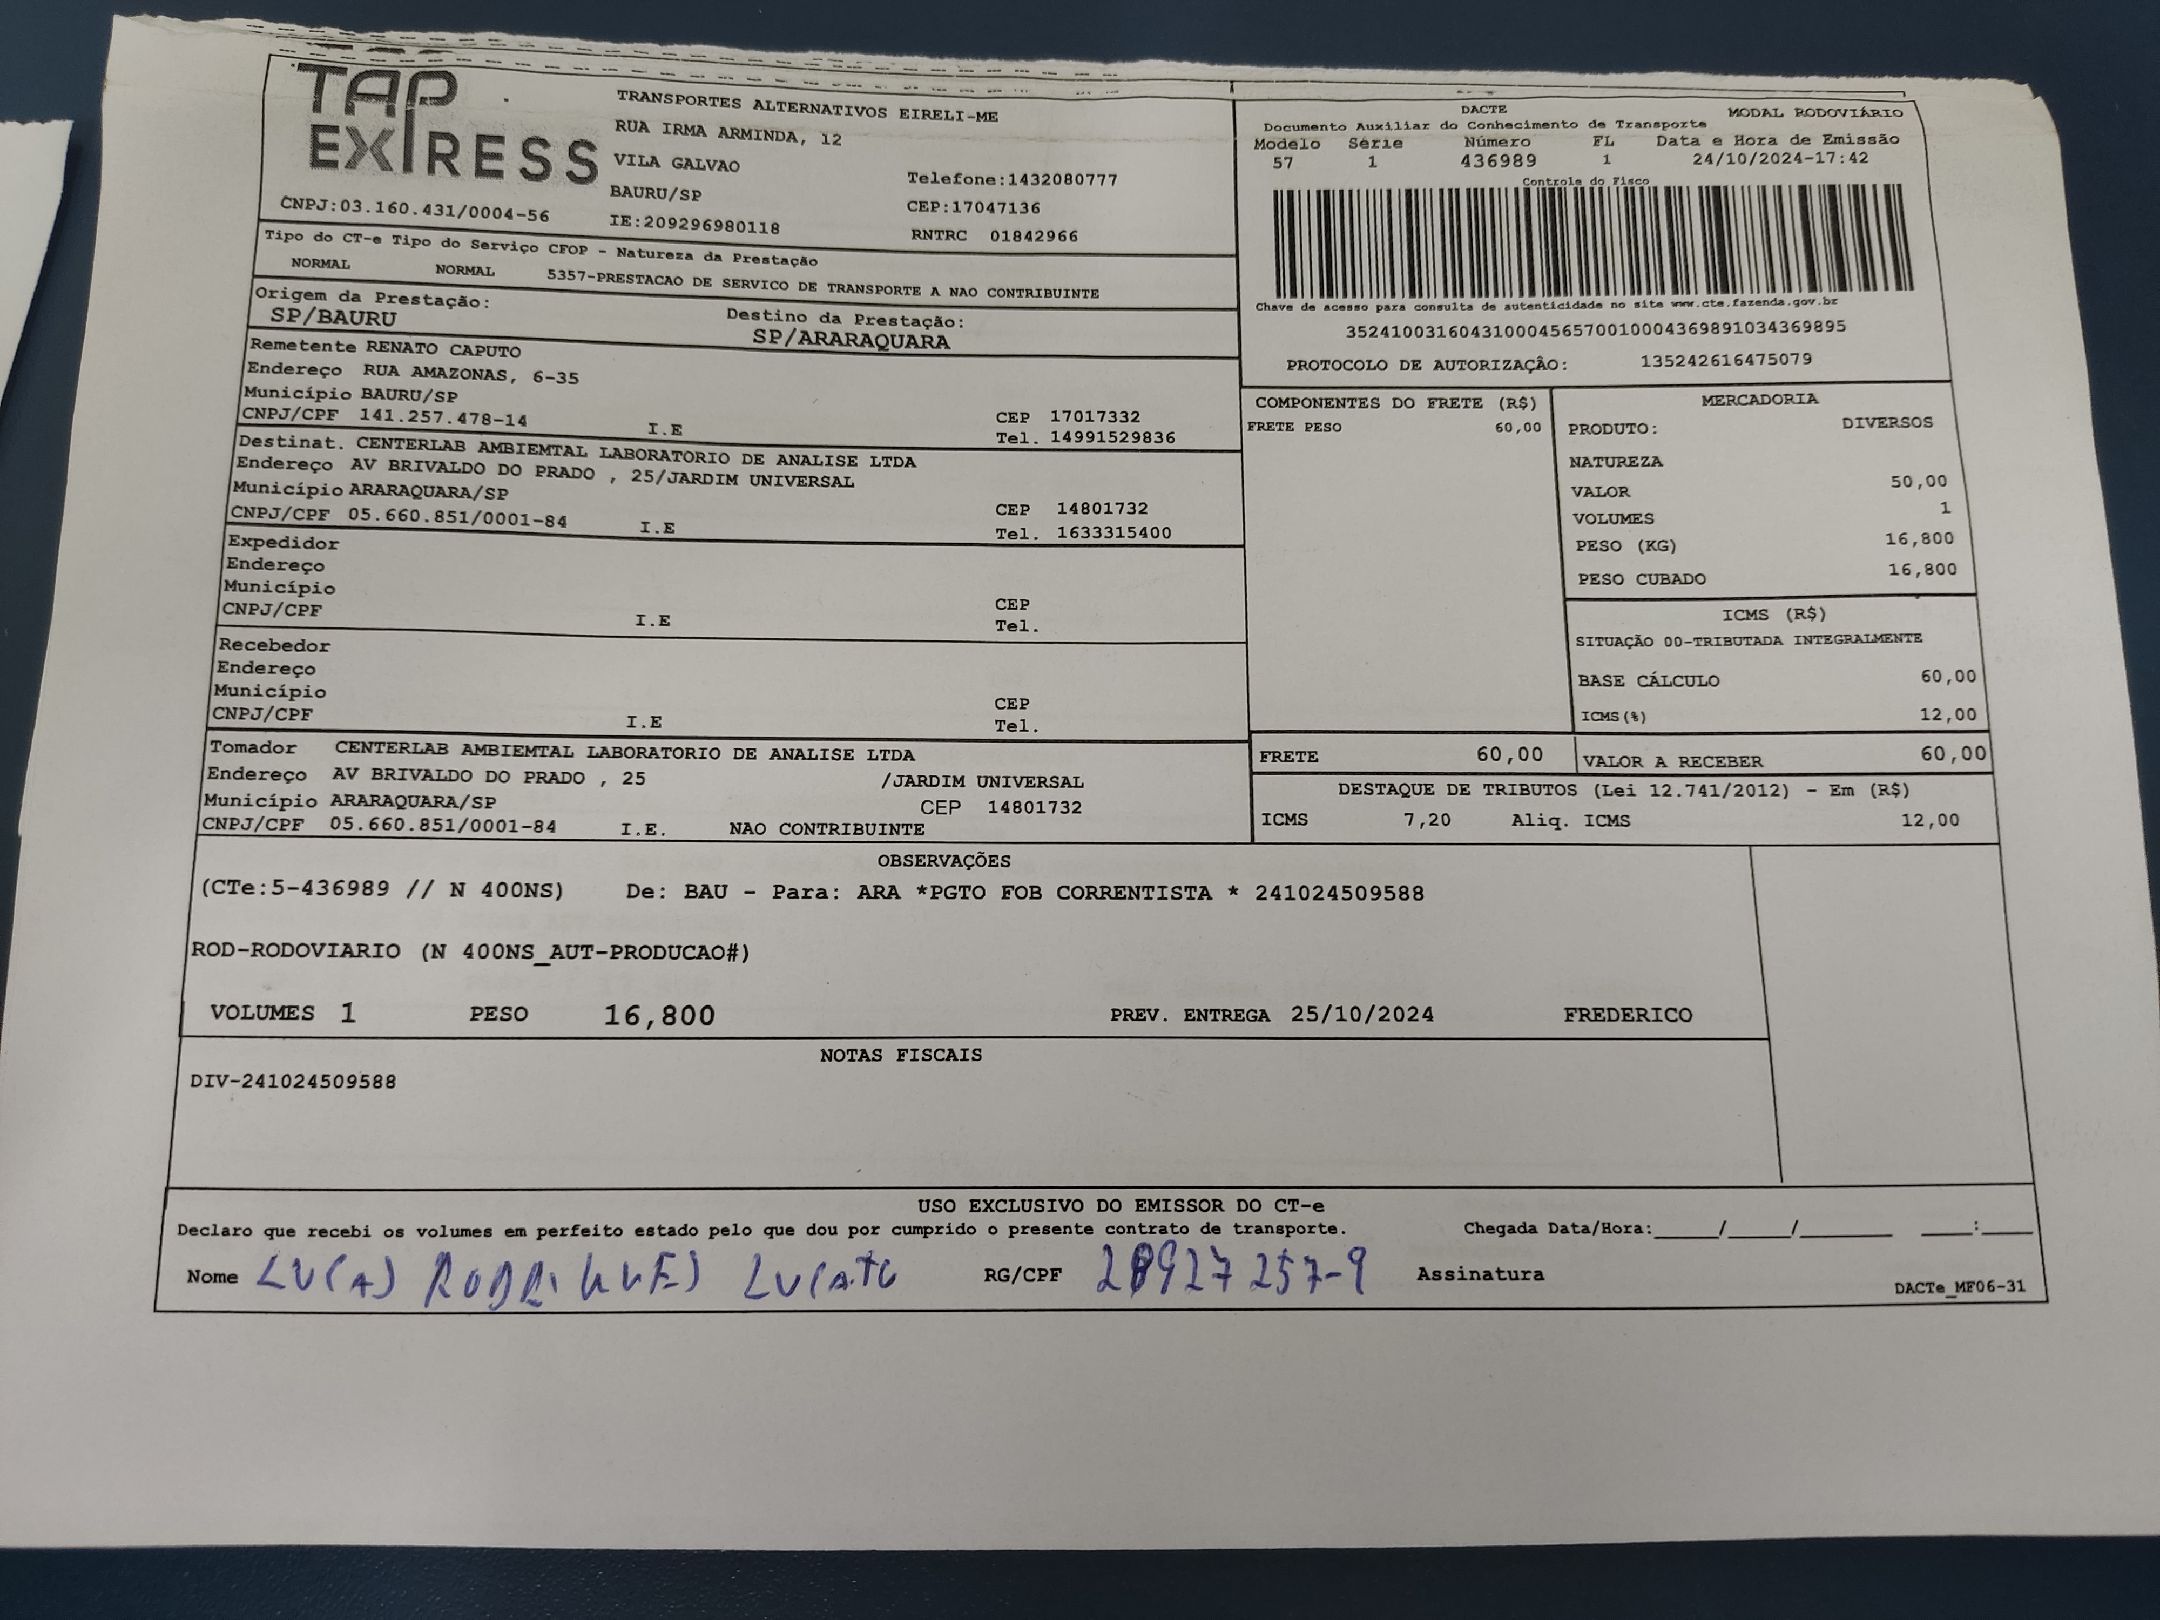 TAP
EXPRESS
CNPJ:03.160.431/0004-56
TRANSPORTES ALTERNATIVOS EIRELI-ME
RUA IRMA ARMINDA, 12
VILA GALVAO
BAURU/SP
IE:209296980118
Telefone:1432080777
CEP:17047136
RNTRC 01842966
DACTE MODAL RODOVIÁRIO
Documento Auxiliar do Conhecimento de Transporte
Modelo Série Número FL Data e Hora de Emissão
57 1 436989 1 24/10/2024-17:42
Controle do Fisco
Chave de acesso para consulta de autenticidade no site www.cte.fazenda.gov.br
35241003160431000456570010004369891034369895
PROTOCOLO DE AUTORIZAÇÂO: 135242616475079
Tipo do CT-e Tipo do Serviço CFOP - Natureza da Prestação
NORMAL NORMAL 5357-PRESTACAO DE SERVICO DE TRANSPORTE A NAO CONTRIBUINTE
Origem da Prestação: Destino da Prestação:
SP/BAURU SP/ARARAQUARA
Remetente RENATO CAPUTO
Endereço RUA AMAZONAS, 6-35
Município BAURU/SP CEP 17017332
CNPJ/CPF 141.257.478-14 I.E Tel. 14991529836
Destinat. CENTERLAB AMBIEMTAL LABORATORIO DE ANALISE LTDA
Endereço AV BRIVALDO DO PRADO , 25/JARDIM UNIVERSAL
Município ARARAQUARA/SP CEP 14801732
CNPJ/CPF 05.660.851/0001-84 I.E Tel. 1633315400
Expedidor
Endereço
Município CEP
CNPJ/CPF I.E Tel.
Recebedor
Endereço
Município CEP
CNPJ/CPF I.E Tel.
Tomador CENTERLAB AMBIEMTAL LABORATORIO DE ANALISE LTDA
Endereço AV BRIVALDO DO PRADO , 25 /JARDIM UNIVERSAL
Município ARARAQUARA/SP CEP 14801732
CNPJ/CPF 05.660.851/0001-84 I.E. NAO CONTRIBUINTE
COMPONENTES DO FRETE (R$)
FRETE PESO 60,00
MERCADORIA
PRODUTO: DIVERSOS
NATUREZA
VALOR 50,00
VOLUMES 1
PESO (KG) 16,800
PESO CUBADO 16,800
ICMS (R$)
SITUAÇÃO 00-TRIBUTADA INTEGRALMENTE
BASE CÁLCULO 60,00
ICMS(%) 12,00
FRETE 60,00 VALOR A RECEBER 60,00
DESTAQUE DE TRIBUTOS (Lei 12.741/2012) - Em (R$)
ICMS 7,20 Aliq. ICMS 12,00
OBSERVAÇÕES
(CTe:5-436989 // N 400NS) De: BAU - Para: ARA *PGTO FOB CORRENTISTA * 241024509588
ROD-RODOVIARIO (N 400NS_AUT-PRODUCAO#)
VOLUMES 1 PESO 16,800 PREV. ENTREGA 25/10/2024 FREDERICO
NOTAS FISCAIS
DIV-241024509588
USO EXCLUSIVO DO EMISSOR DO CT-e
Declaro que recebi os volumes em perfeito estado pelo que dou por cumprido o presente contrato de transporte. Chegada Data/Hora:_____/_____/________ ____:____
Nome LUCAS RODRIGUES LUCATO RG/CPF 28927257-9 Assinatura
DACTe_MF06-31